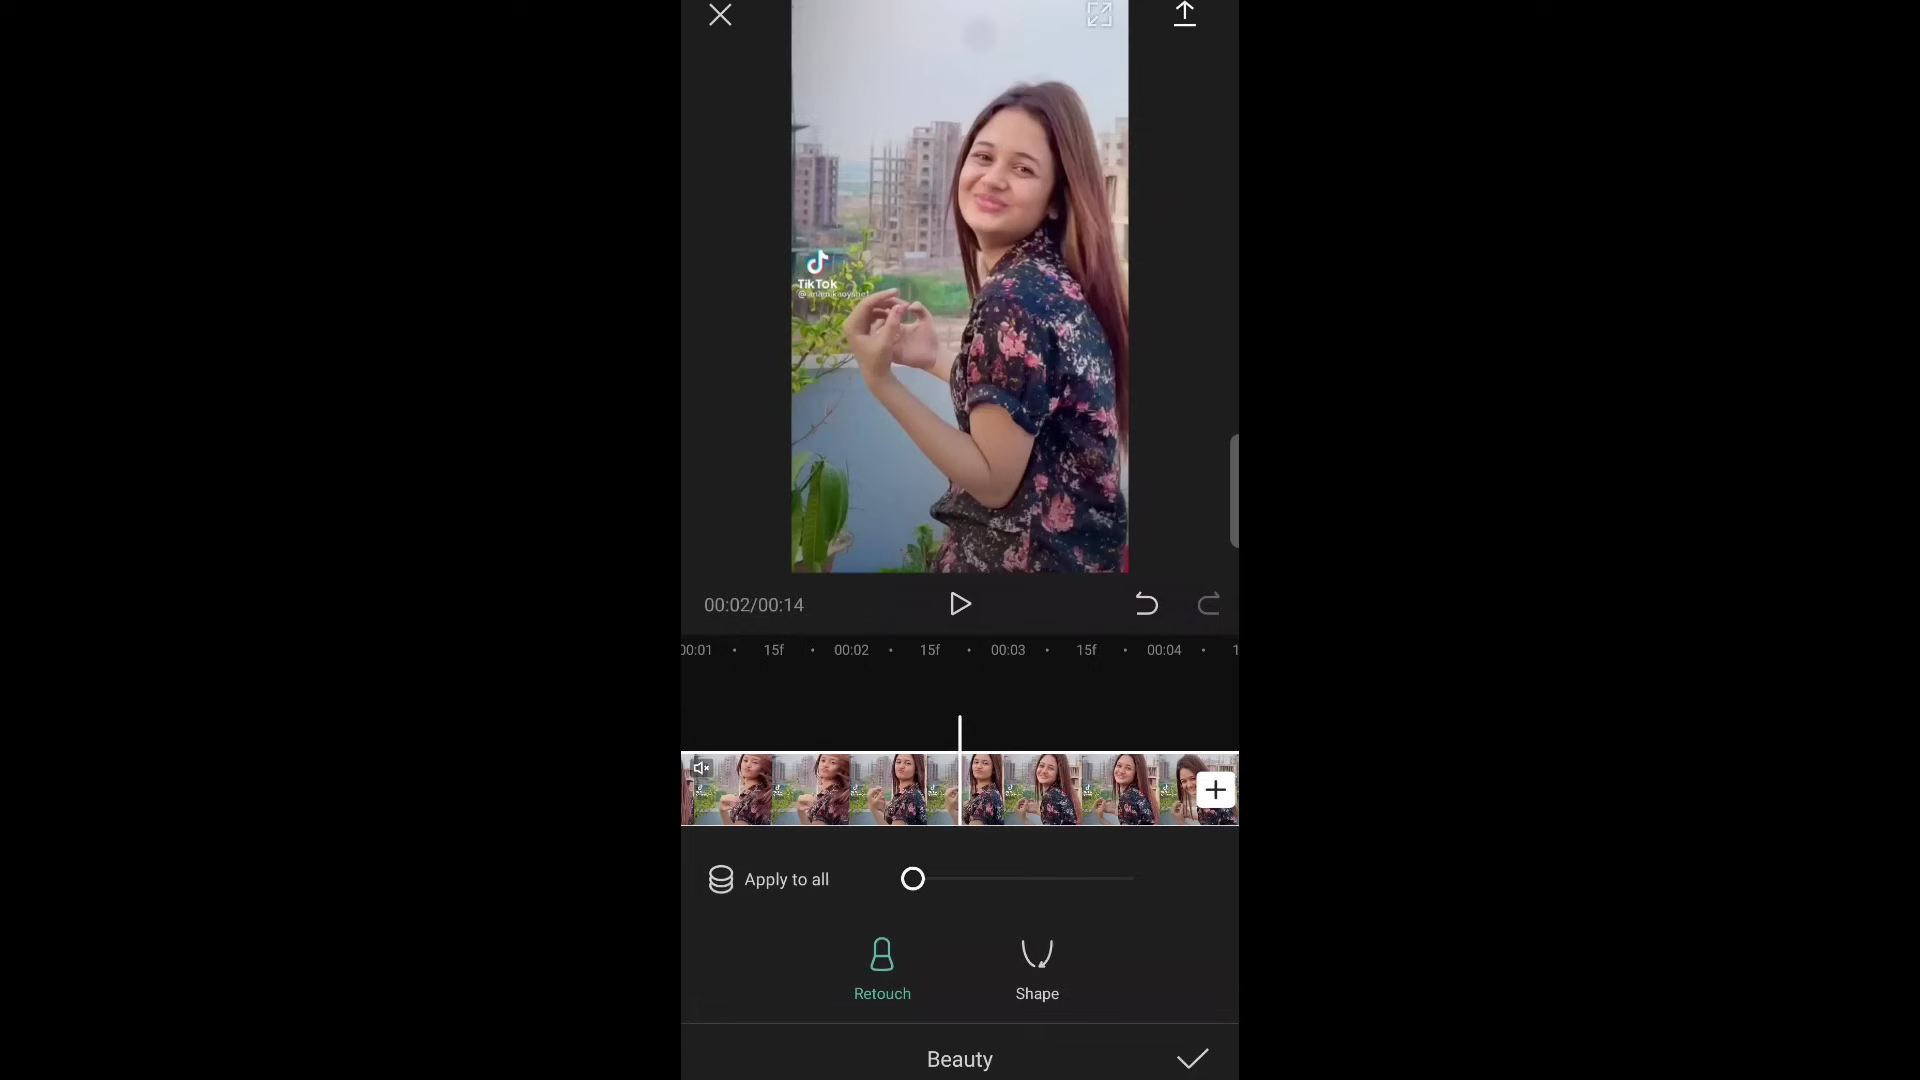 TikTok
00:02/00:14
00:01 15f 00:02 15f 00:03 15f 00:04 1
Apply to all
Retouch Shape
Beauty